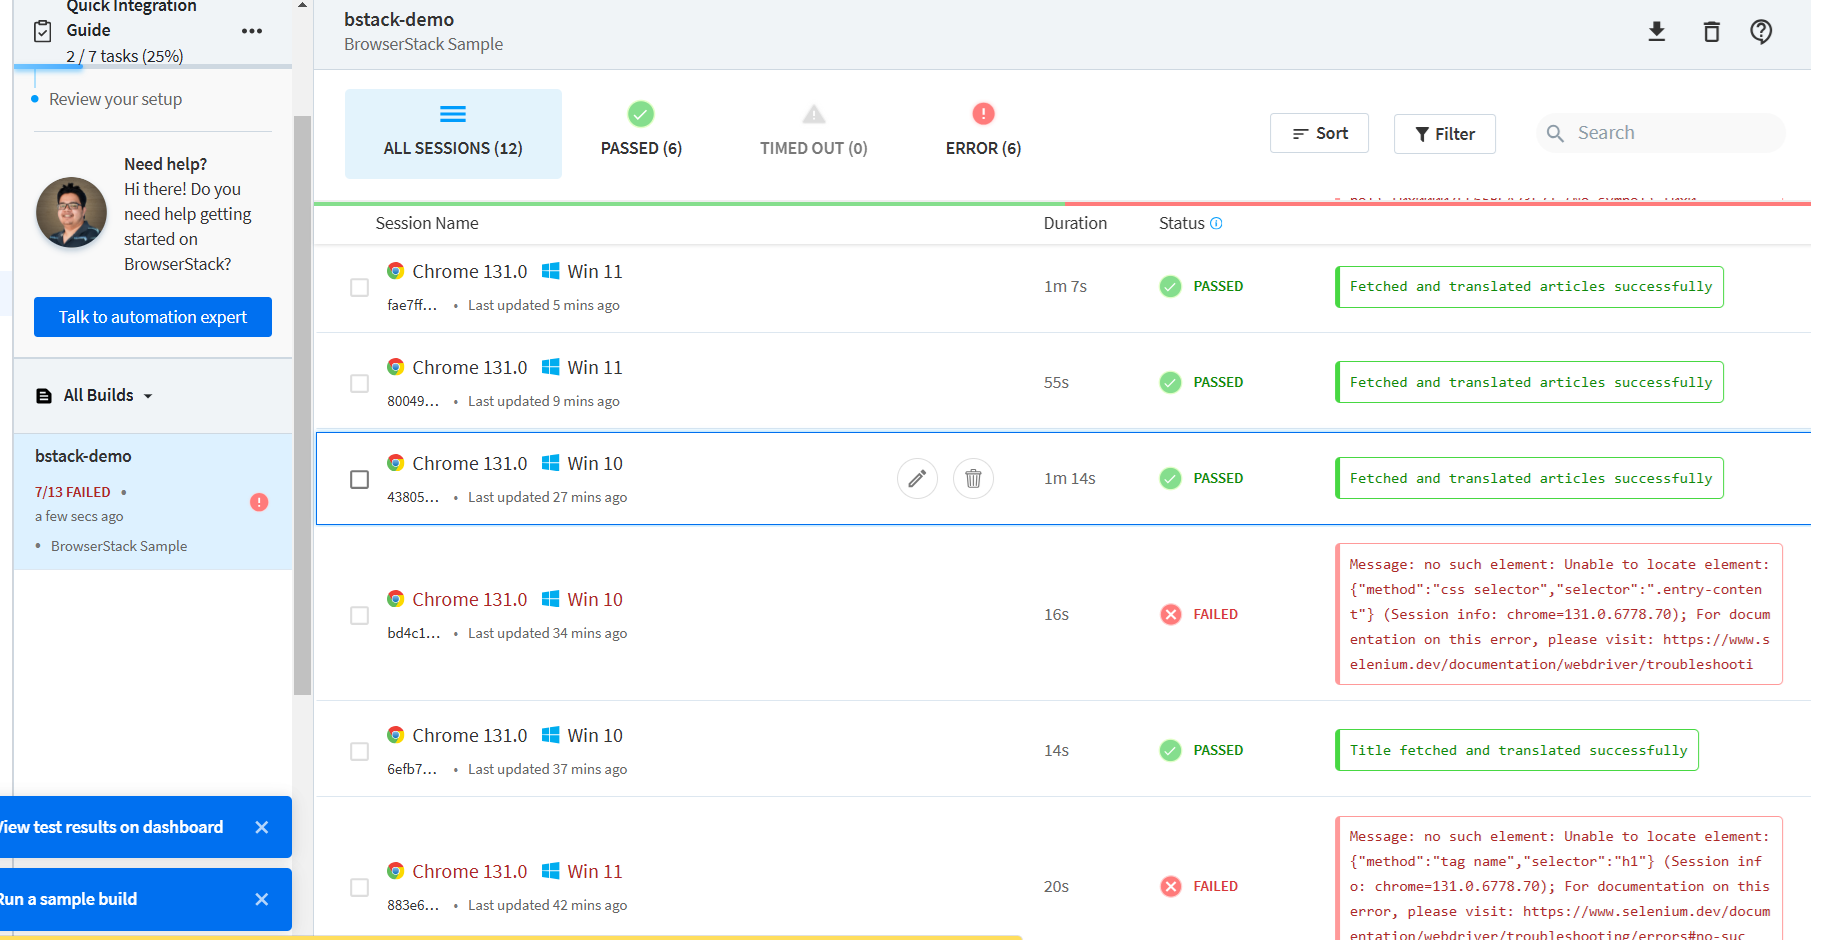 Quick Integration
Guide
2 / 7 tasks (25%)
Review your setup
Need help?
Hi there! Do you
need help getting
started on
BrowserStack?
Talk to automation expert
All Builds
bstack-demo
7/13 FAILED •
a few secs ago
• BrowserStack Sample
View test results on dashboard
Run a sample build
bstack-demo
BrowserStack Sample
ALL SESSIONS (12)
PASSED (6)
TIMED OUT (0)
ERROR (6)
Sort
Filter
Search
Session Name
Duration
Status
Chrome 131.0 Win 11
fae7ff... • Last updated 5 mins ago
1m 7s
PASSED
Fetched and translated articles successfully
Chrome 131.0 Win 11
80049... • Last updated 9 mins ago
55s
PASSED
Fetched and translated articles successfully
Chrome 131.0 Win 10
43805... • Last updated 27 mins ago
1m 14s
PASSED
Fetched and translated articles successfully
Chrome 131.0 Win 10
bd4c1... • Last updated 34 mins ago
16s
FAILED
Message: no such element: Unable to locate element:
{"method":"css selector","selector":".entry-conten
t"} (Session info: chrome=131.0.6778.70); For docum
entation on this error, please visit: https://www.s
elenium.dev/documentation/webdriver/troubleshooti
Chrome 131.0 Win 10
6efb7... • Last updated 37 mins ago
14s
PASSED
Title fetched and translated successfully
Chrome 131.0 Win 11
883e6... • Last updated 42 mins ago
20s
FAILED
Message: no such element: Unable to locate element:
{"method":"tag name","selector":"h1"} (Session inf
o: chrome=131.0.6778.70); For documentation on this
error, please visit: https://www.selenium.dev/docum
entation/webdriver/troubleshooting/errors#no-suc